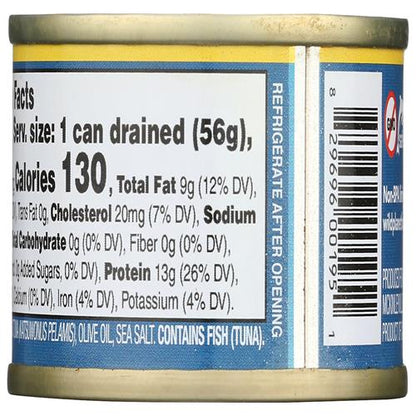 Facts
Serv. size: 1 can drained (56g),
Calories 130, Total Fat 9g (12% DV),
Trans Fat 0g, Cholesterol 20mg (7% DV), Sodium
Carbohydrate 0g (0% DV), Fiber 0g (0% DV),
Added Sugars, 0% DV), Protein 13g (26% DV),
(0% DV), Iron (4% DV), Potassium (4% DV).
KATSUWONUS PELAMIS), OLIVE OIL, SEA SALT. CONTAINS FISH (TUNA).
REFRIGERATE AFTER OPENING
8 29696 00195 1